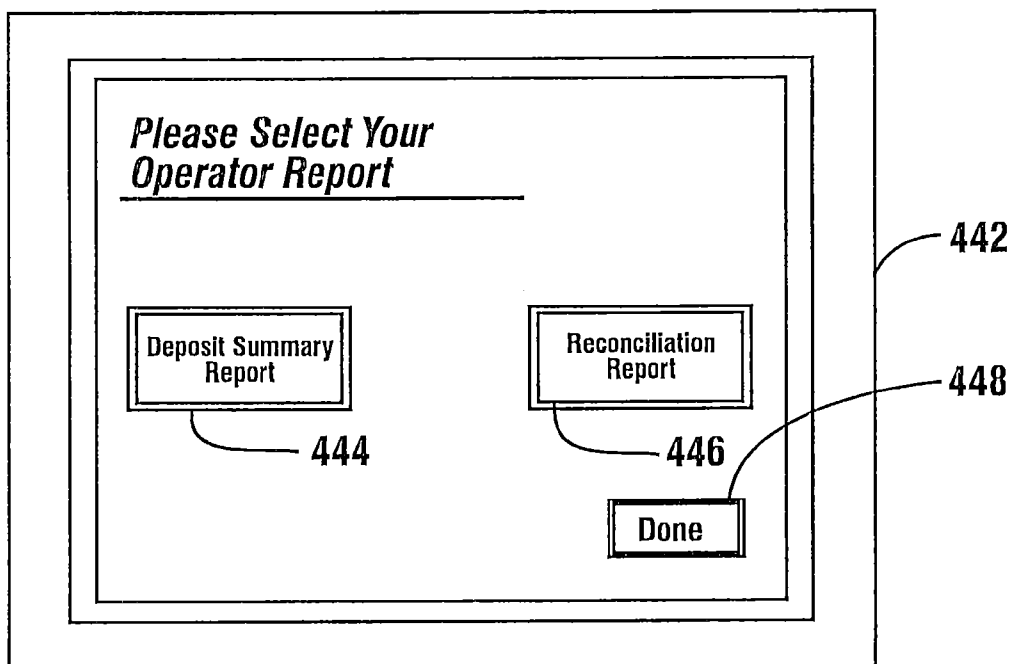 Please Select Your
Operator Report
442
Deposit Summary
Report
Reconciliation
Report
448
444
446
Done